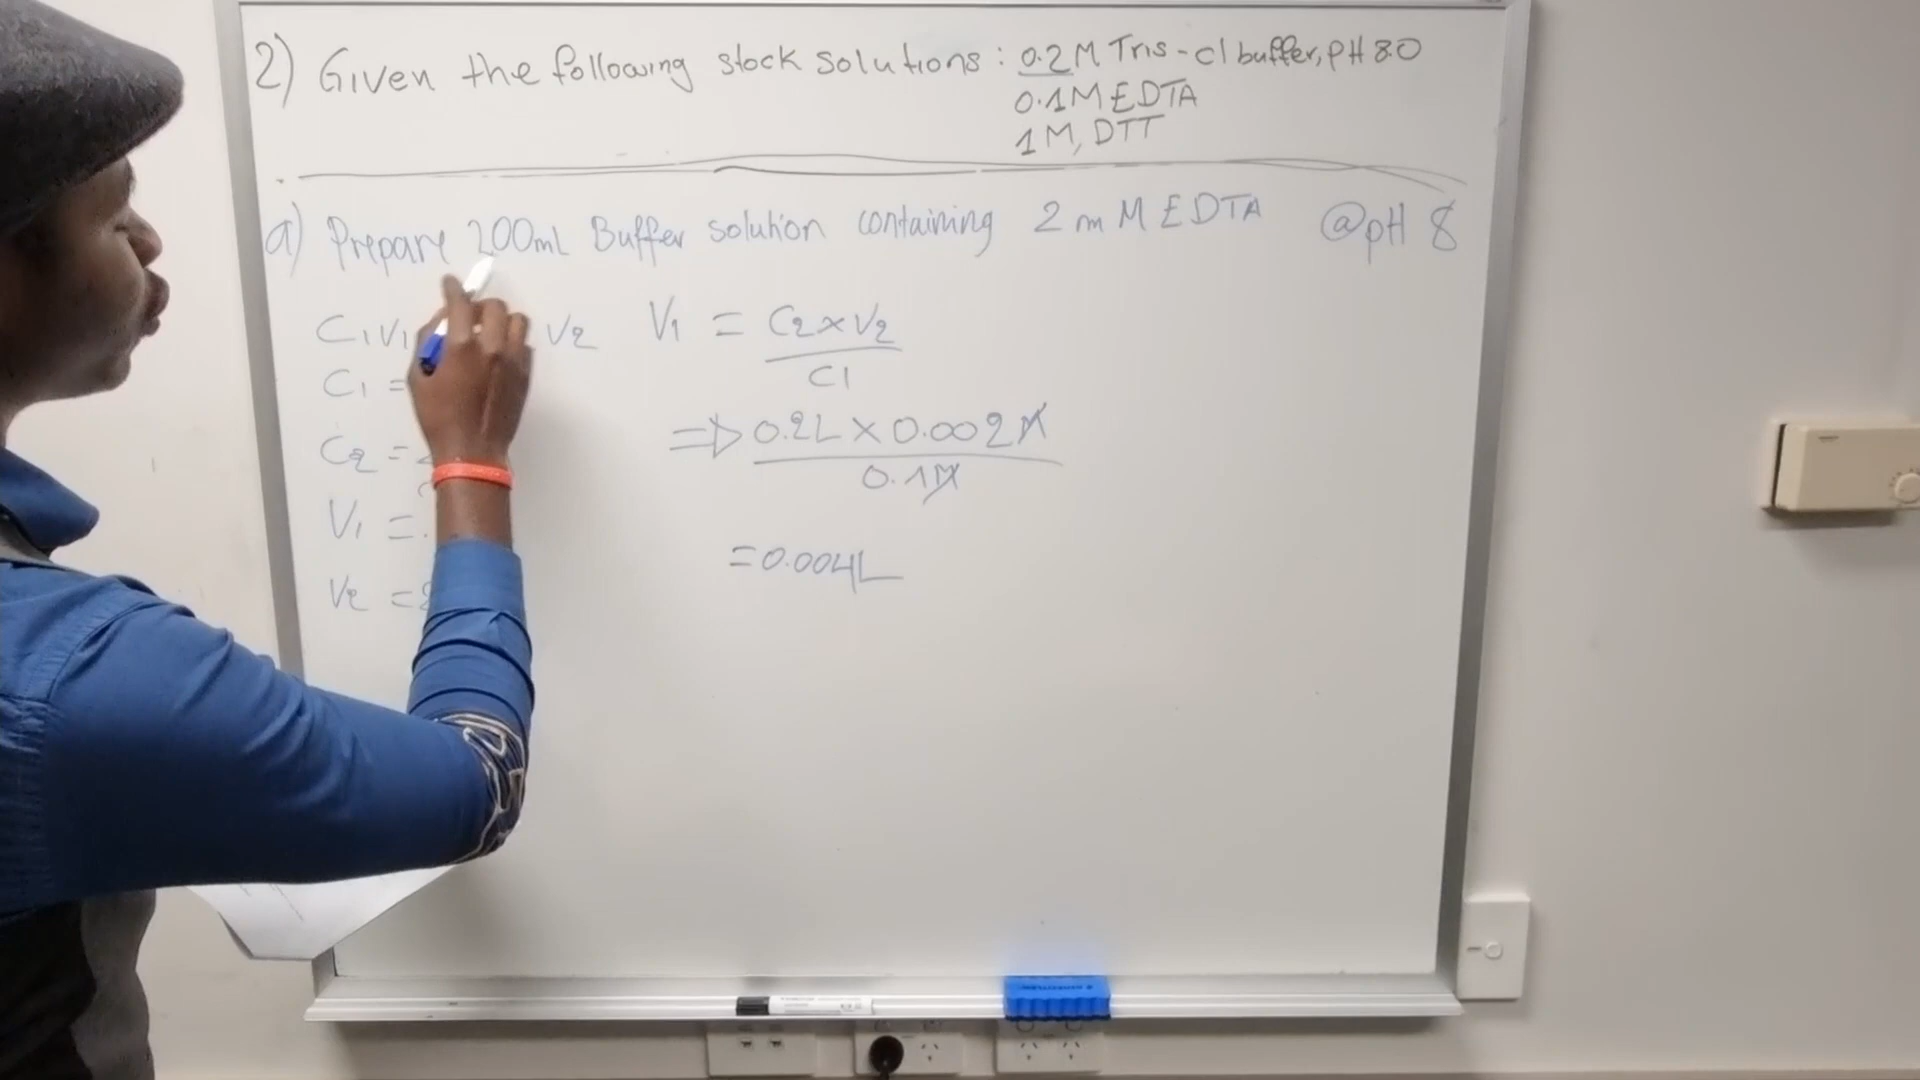 2) Given the following stock solutions : 0.2M Tris-cl buffer, pH 8.0
0.1M EDTA
1M, DTT
a) Prepare 200mL Buffer solution containing 2mM EDTA @pH 8
C1V1 V2 V1 = C2xV2
C1
C1 =
=> 0.2L X 0.002M
0.1M
C2 =
V1 =
= 0.004L
V2 =